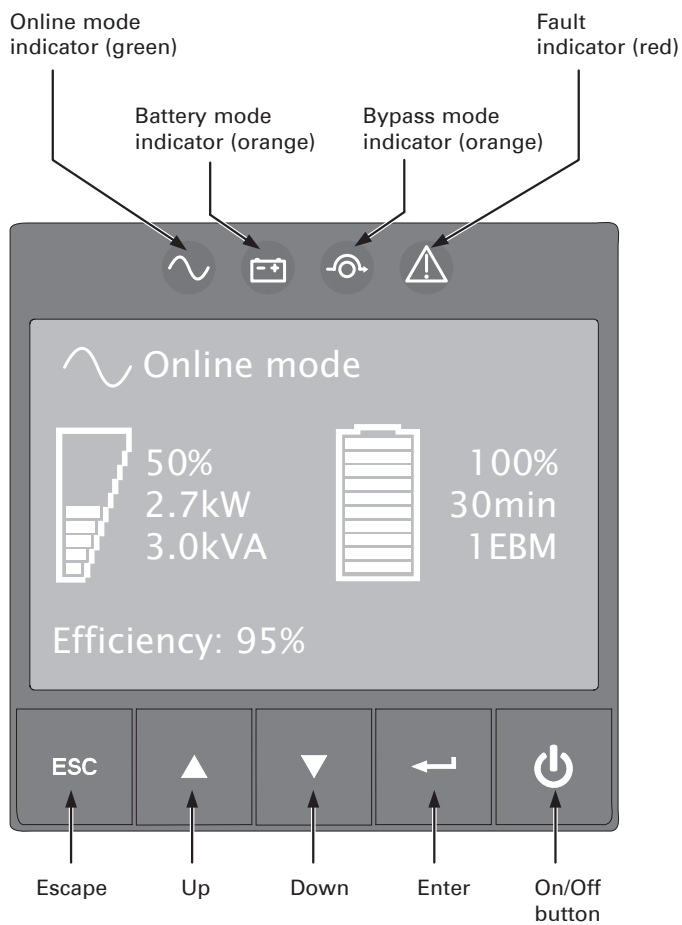 Online mode
indicator (green)
Fault
indicator (red)
Battery mode
indicator (orange)
Bypass mode
indicator (orange)
Online mode
50%
2.7kW
3.0kVA
100%
30min
1EBM
Efficiency: 95%
ESC
Escape
Up
Down
Enter
On/Off
button